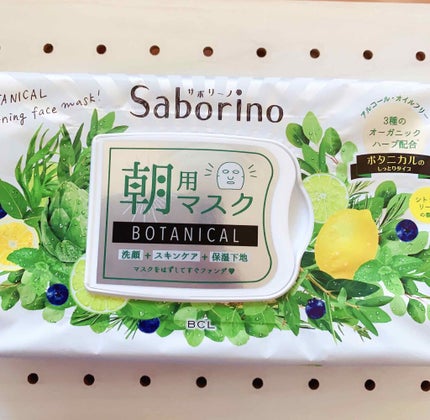 サボリーノ
Saborino
TANICAL
ning face mask!
アルコール・オイルフリー
3種の
オーガニック
ハーブ配合
ボタニカルの
しっとりタイプ
朝用
マスク
BOTANICAL
洗顔+スキンケア+保湿下地
マスクをはずしてすぐファンデ♥
BCL